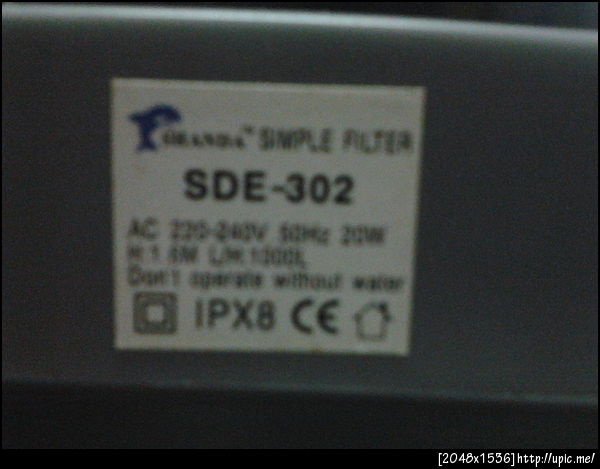 SIMPLE FILTER
SDE-302
AC 220-240V 50Hz 20W
H:1.6M L/H:1000L
Don't operate without water
IPX8 CE
[2048x1536]http://upic.me/